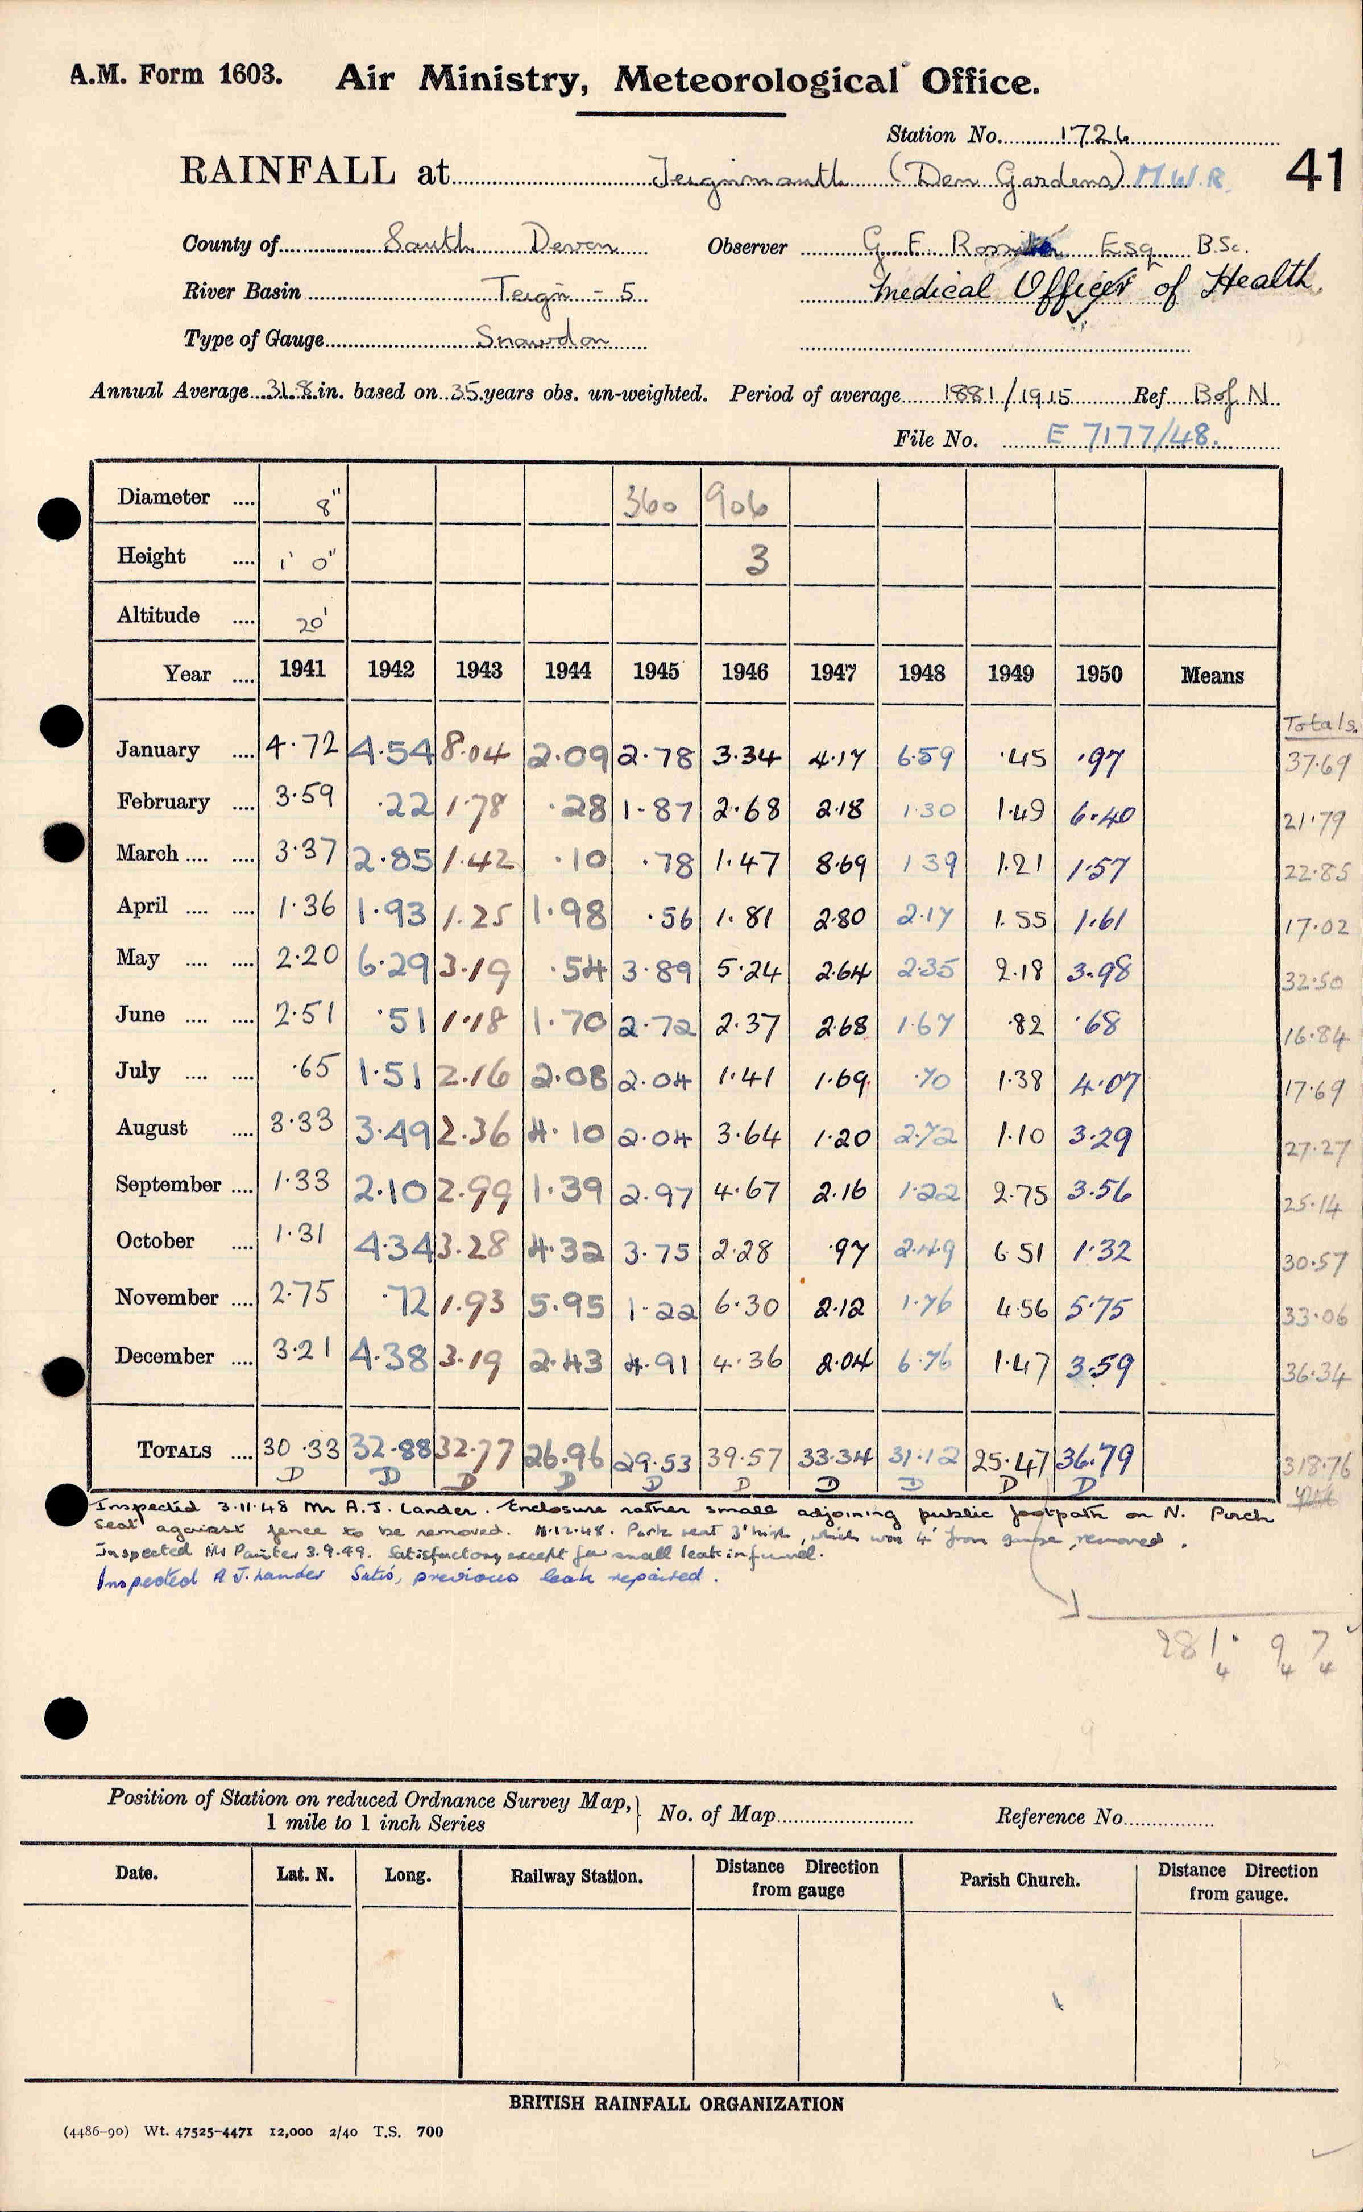 A.M. Form 1603. Air Ministry, Meteorological Office.
Station No. 1726
RAINFALL at Teignmouth (Den Gardens) M.W.R. 41
County of South Devon Observer G. E. Esq B.Sc.
River Basin Teign - 5 Medical Officer of Health
Type of Gauge Snowdon
Annual Average 31.8 in. based on 35 years obs. un-weighted. Period of average 1881/1915 Ref B of N
File No. E 7177/48.
Diameter .... 8" 360 906
Height .... 1' 0" 3
Altitude .... 20'
Year .... 1941 1942 1943 1944 1945 1946 1947 1948 1949 1950 Means
Totals.
January .... 4.72 4.54 8.04 2.09 2.78 3.34 4.17 6.59 .45 .97 37.69
February .... 3.59 .22 1.78 .28 1.87 2.68 2.18 1.30 1.49 6.40 21.79
March .... .... 3.37 2.85 1.42 .10 .78 1.47 8.69 1 39 1.21 1.57 22.85
April .... .... 1.36 1.93 1.25 1.98 .56 1.81 2.80 2.17 1.55 1.61 17.02
May .... .... 2.20 6.29 3.19 .54 3.89 5.24 2.64 2.35 2.18 3.98 32.50
June .... .... 2.51 .51 1.18 1.70 2.72 2.37 2.68 1.67 .82 .68 16.84
July .... .... .65 1.51 2.16 2.08 2.04 1.41 1.69 .70 1.38 4.07 17.69
August .... 3.33 3.49 2.36 4.10 2.04 3.64 1.20 2.72 1.10 3.29 27.27
September .... 1.33 2.10 2.99 1.39 2.97 4.67 2.16 1.22 2.75 3.56 25.14
October .... 1.31 4.34 3.28 4.32 3.75 2.28 .97 2.49 6 51 1.32 30.57
November .... 2.75 .72 1.93 5.95 1.22 6.30 2.12 1.76 4.56 5.75 33.06
December .... 3.21 4.38 3.19 2.43 4.91 4.36 2.04 6.76 1.47 3.59 36.34
TOTALS .... 30.33 32.88 32.77 26.96 29.53 39.57 33.34 31.12 25.47 36.79 318.76
D D D D D D D D D D
Inspected 3.11.48 Mr A.J. Lander. Enclosure rather small adjoining public footpath on N. Porch
seat against fence to be removed. 11.12.48. Park seat 3' high, which was 4' from gauge, removed.
Inspected Mr Painter 3.9.49. Satisfactory except for small leak in funnel.
Inspected A J. Lander Satis, previous leak repaired.
281. 9 7
4 4 4
Position of Station on reduced Ordnance Survey Map, No. of Map Reference No.
1 mile to 1 inch Series
Date. Lat. N. Long. Railway Station. Distance Direction from gauge Parish Church. Distance Direction from gauge.
BRITISH RAINFALL ORGANIZATION
(4486-90) Wt. 47525-4471 12,000 2/40 T.S. 700